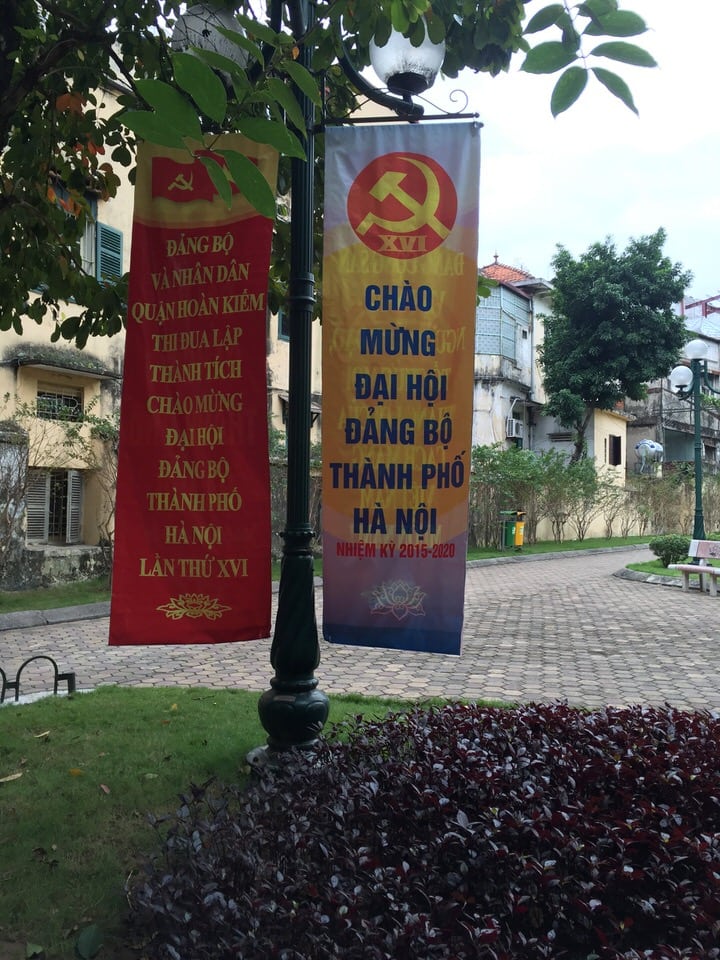 ĐẢNG BỘ
VÀ NHÂN DÂN
QUẬN HOÀN KIẾM
THI ĐUA LẬP
THÀNH TÍCH
CHÀO MỪNG
ĐẠI HỘI
ĐẢNG BỘ
THÀNH PHỐ
HÀ NỘI
LẦN THỨ XVI
XVI
CHÀO
MỪNG
ĐẠI HỘI
ĐẢNG BỘ
THÀNH PHỐ
HÀ NỘI
NHIỆM KỲ 2015-2020